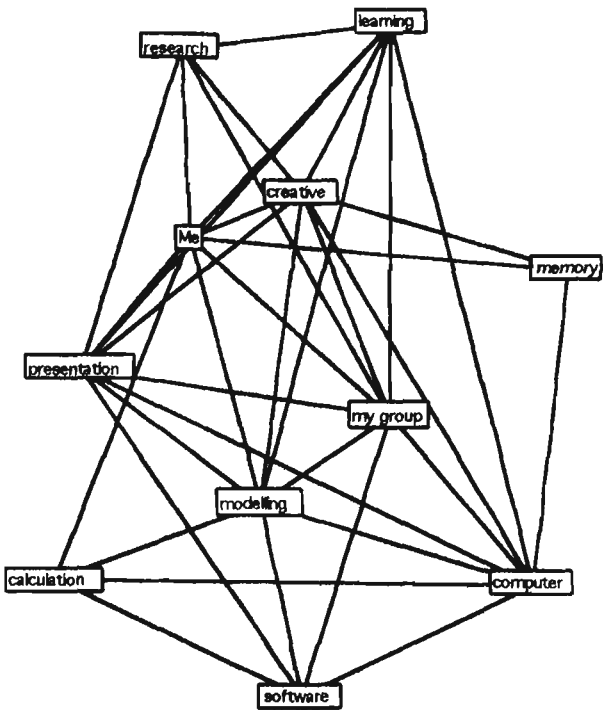 learning
research
creative
Me
memory
presentation
my group
modelling
calculation
computer
software